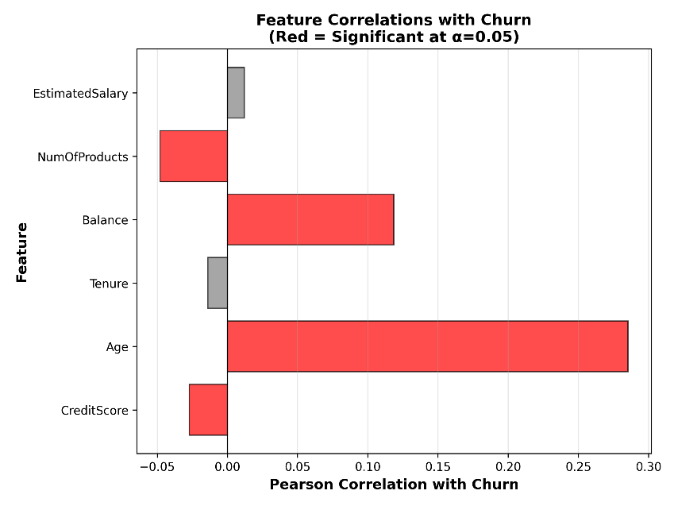 Feature Correlations with Churn
(Red = Significant at α=0.05)
Feature
EstimatedSalary
NumOfProducts
Balance
Tenure
Age
CreditScore
−0.05 0.00 0.05 0.10 0.15 0.20 0.25 0.30
Pearson Correlation with Churn